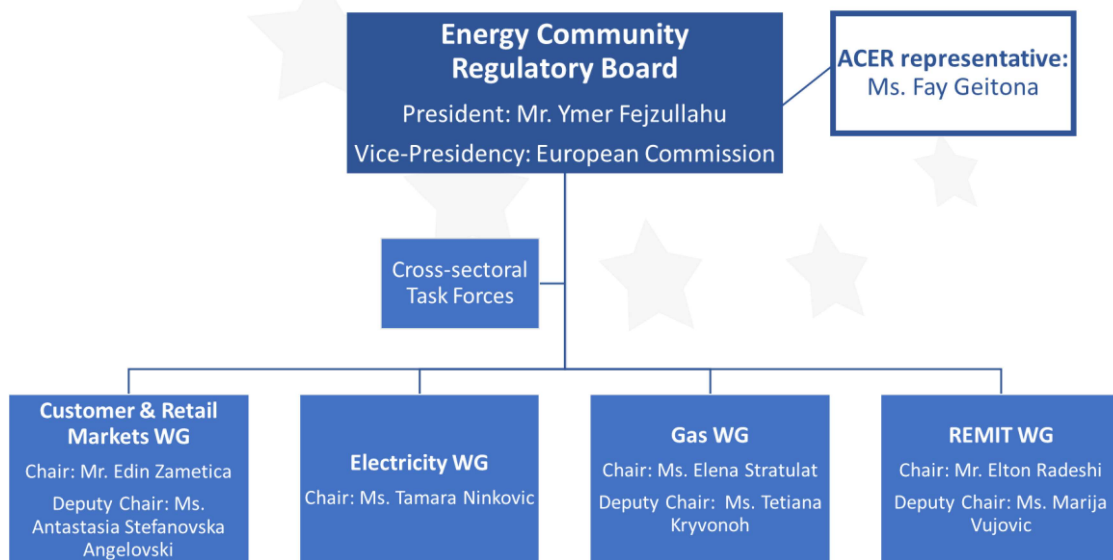 Energy Community
Regulatory Board
President: Mr. Ymer Fejzullahu
Vice-Presidency: European Commission
ACER representative:
Ms. Fay Geitona
Cross-sectoral
Task Forces
Customer & Retail
Markets WG
Chair: Mr. Edin Zametica
Deputy Chair: Ms.
Antastasia Stefanovska
Angelovski
Electricity WG
Chair: Ms. Tamara Ninkovic
Gas WG
Chair: Ms. Elena Stratulat
Deputy Chair: Ms. Tetiana
Kryvonoh
REMIT WG
Chair: Mr. Elton Radeshi
Deputy Chair: Ms. Marija
Vujovic